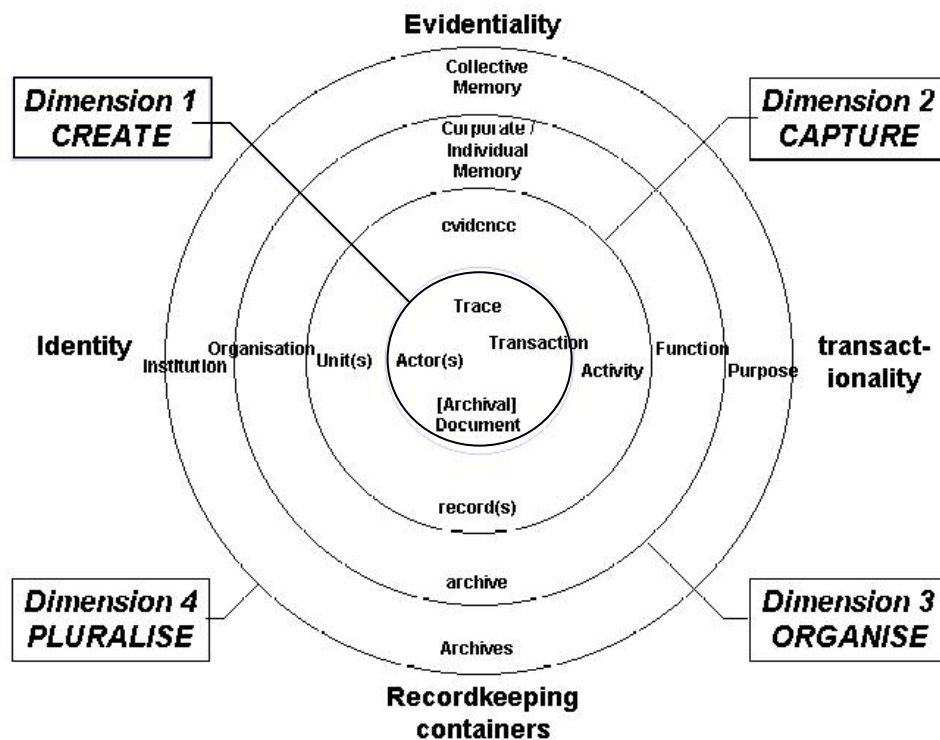 Evidentiality
Collective
Memory
Dimension 1
CREATE
Dimension 2
CAPTURE
Corporate /
Individual
Memory
evidence
Trace
Identity
Institution
Organisation
Unit(s)
Actor(s)
Transaction
Activity
Function
Purpose
transact-
ionality
[Archival]
Document
record(s)
archive
Dimension 4
PLURALISE
Dimension 3
ORGANISE
Archives
Recordkeeping
containers